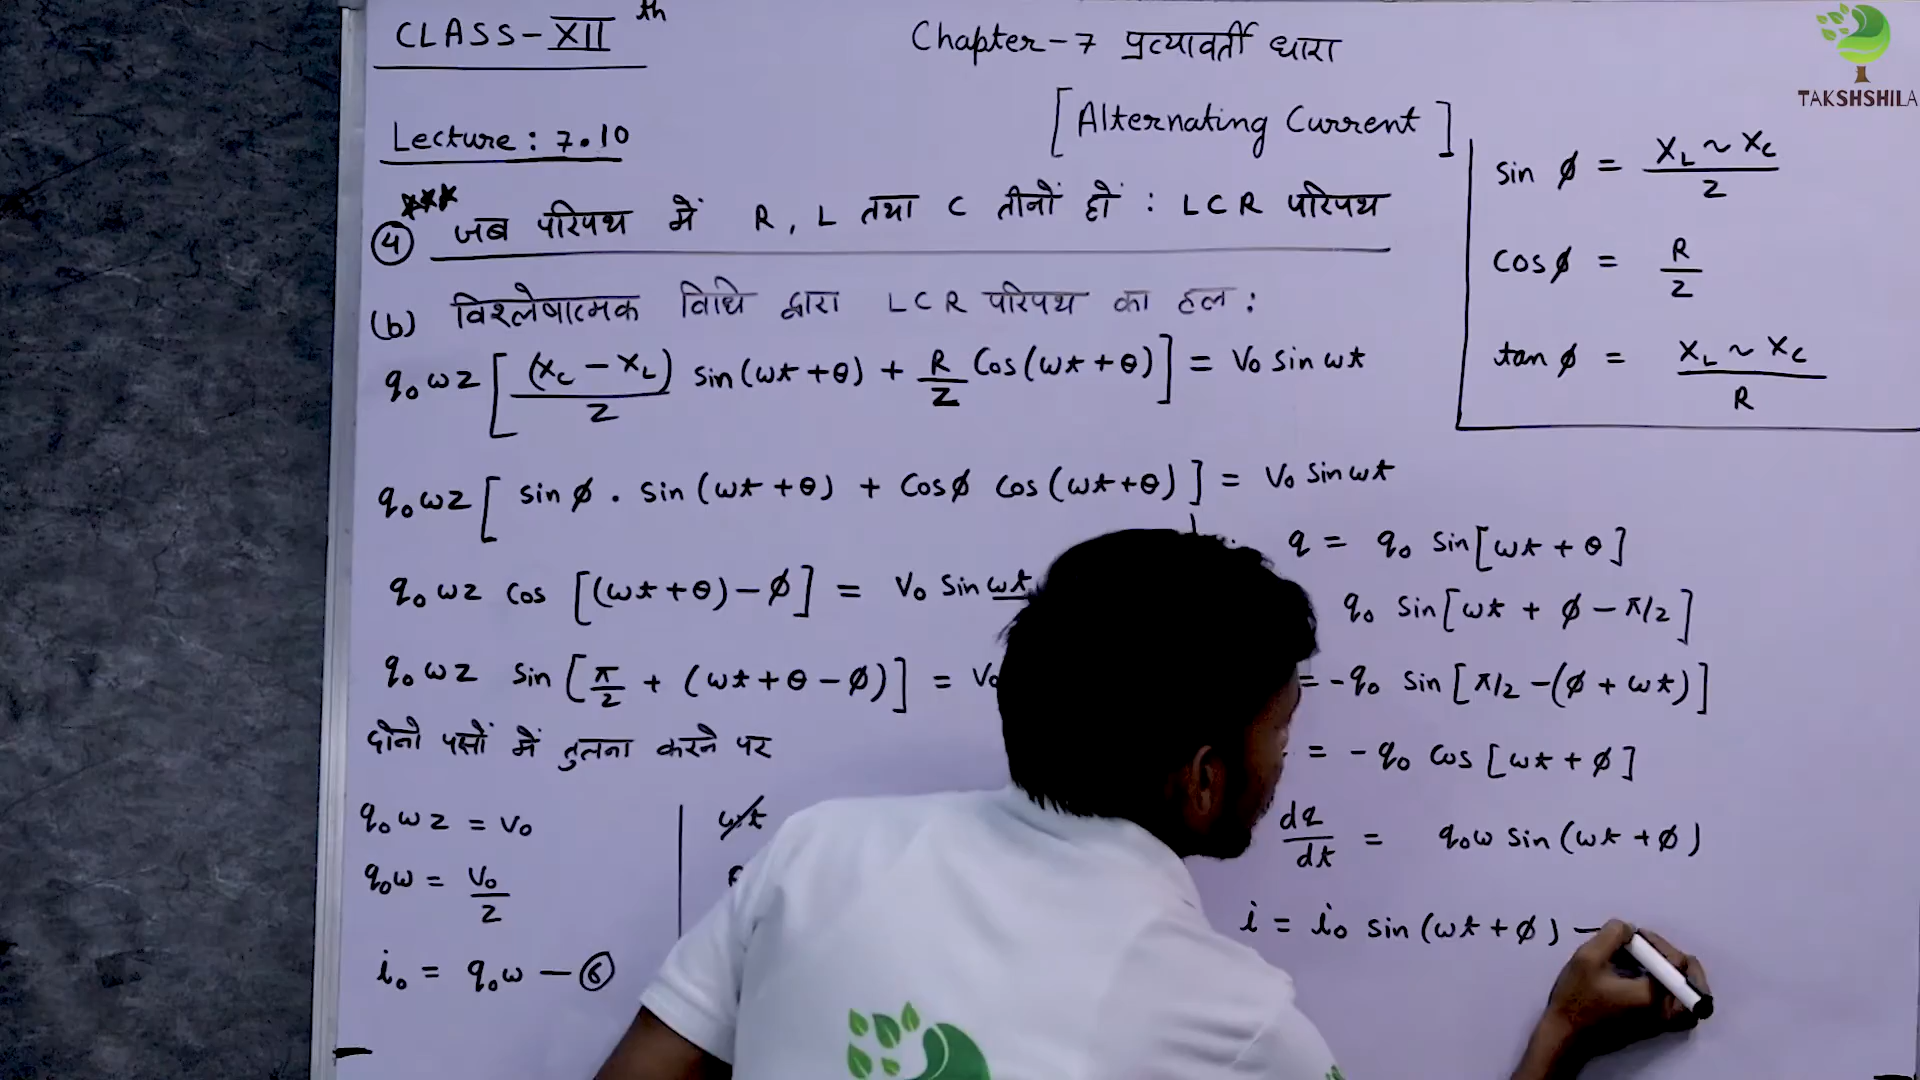 CLASS-XII th
Chapter-7 प्रत्यावर्ती धारा
[Alternating Current]
TAKSHSHILA
Lecture : 7.10
*** ④ जब परिपथ में R, L तथा C तीनों हों : LCR परिपथ
(b) विश्लेषात्मक विधि द्वारा LCR परिपथ का हल :
q₀ωz [ (X_C - X_L)/z sin(ωt+θ) + R/z Cos(ωt+θ) ] = V₀ sin ωt
q₀ωz [ sin φ . sin(ωt+θ) + Cosφ Cos(ωt+θ) ] = V₀ sin ωt
q₀ωz cos [(ωt+θ)-φ] = V₀ sin ωt
q₀ωz sin [π/2 + (ωt+θ-φ)] = V₀
दोनो पक्षों में तुलना करने पर
q₀ωz = V₀
q₀ω = V₀/z
i₀ = q₀ω — ⑥
sin φ = X_L ~ X_C / z
cos φ = R/z
tan φ = X_L ~ X_C / R
q = q₀ sin[ωt+θ]
q₀ sin[ωt + φ - π/2]
= -q₀ sin[π/2 -(φ+ωt)]
= -q₀ cos[ωt+φ]
dq/dt = q₀ω sin(ωt+φ)
i = i₀ sin(ωt+φ) —